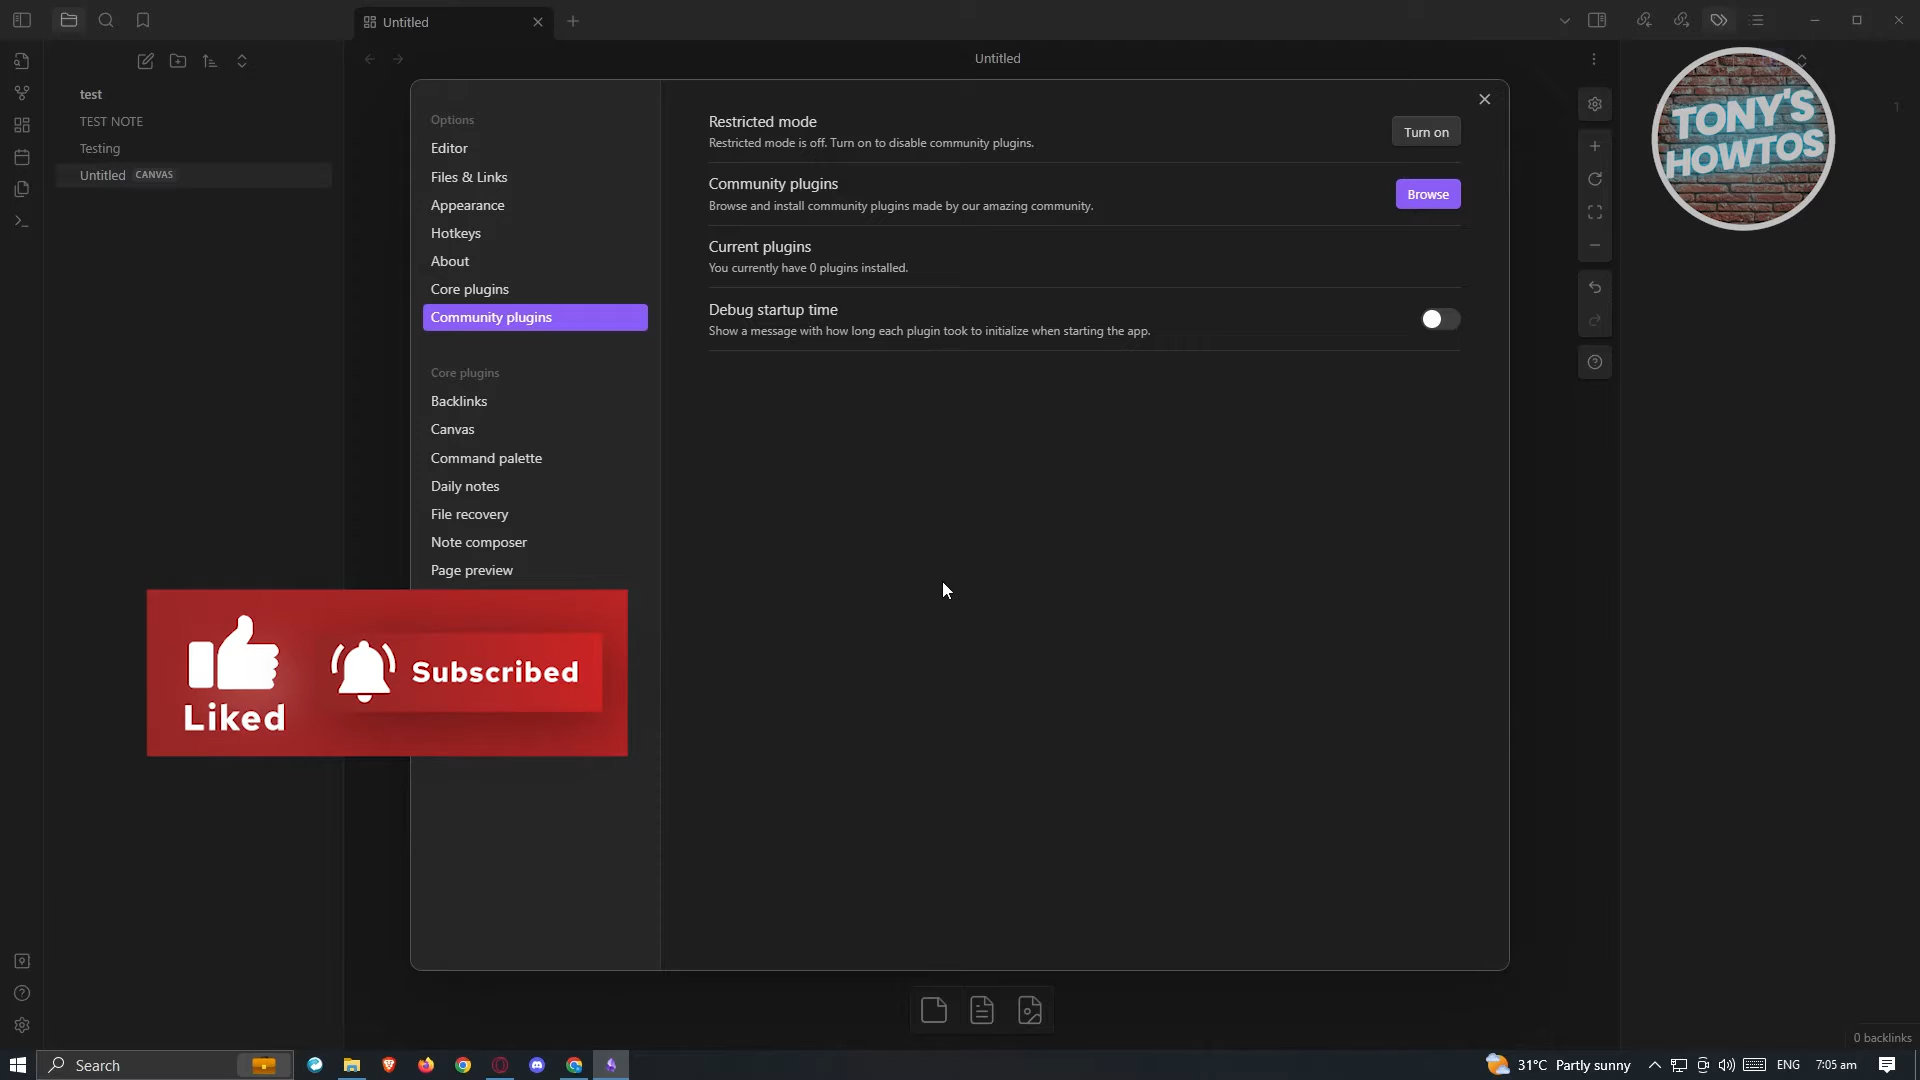 Untitled
Untitled
test
TEST NOTE
Testing
Untitled CANVAS
Options
Editor
Files & Links
Appearance
Hotkeys
About
Core plugins
Community plugins
Core plugins
Backlinks
Canvas
Command palette
Daily notes
File recovery
Note composer
Page preview
Restricted mode
Restricted mode is off. Turn on to disable community plugins.
Turn on
Community plugins
Browse and install community plugins made by our amazing community.
Browse
Current plugins
You currently have 0 plugins installed.
Debug startup time
Show a message with how long each plugin took to initialize when starting the app.
TONY'S
HOWTOS
1
Liked
Subscribed
0 backlinks
Search
31°C Partly sunny
ENG
7:05 am